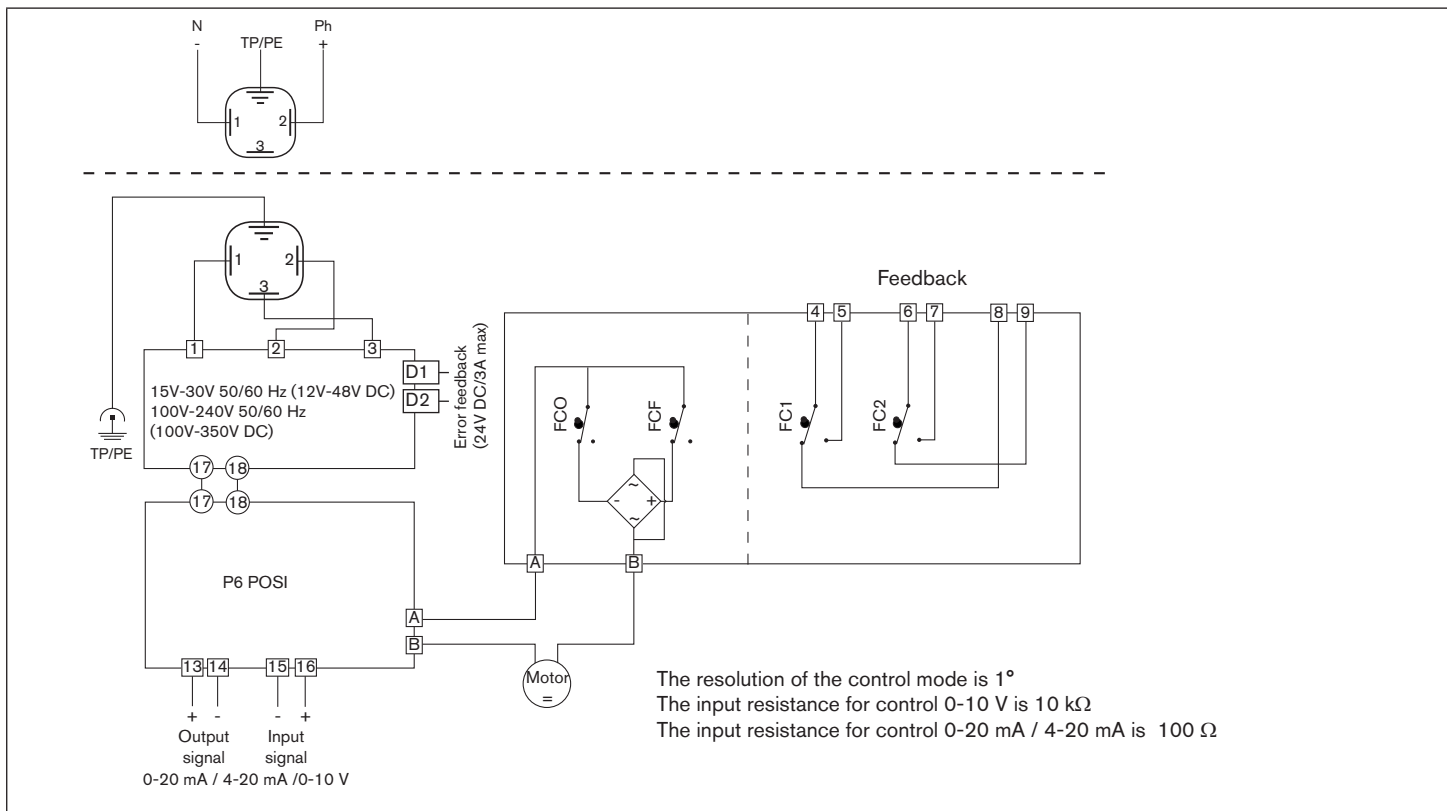 N
-
TP/PE
Ph
+
1
2
3
1
2
3
Feedback
4
5
6
7
8
9
1
2
3
15V-30V 50/60 Hz (12V-48V DC)
100V-240V 50/60 Hz
(100V-350V DC)
D1
D2
Error feedback
(24V DC/3A max)
TP/PE
FCO
FCF
FC1
FC2
17
18
17
18
~
-
+
~
A
B
P6 POSI
A
B
13
14
15
16
+
-
-
+
Output
signal
Input
signal
0-20 mA / 4-20 mA /0-10 V
Motor
=
The resolution of the control mode is 1°
The input resistance for control 0-10 V is 10 kΩ
The input resistance for control 0-20 mA / 4-20 mA is 100 Ω